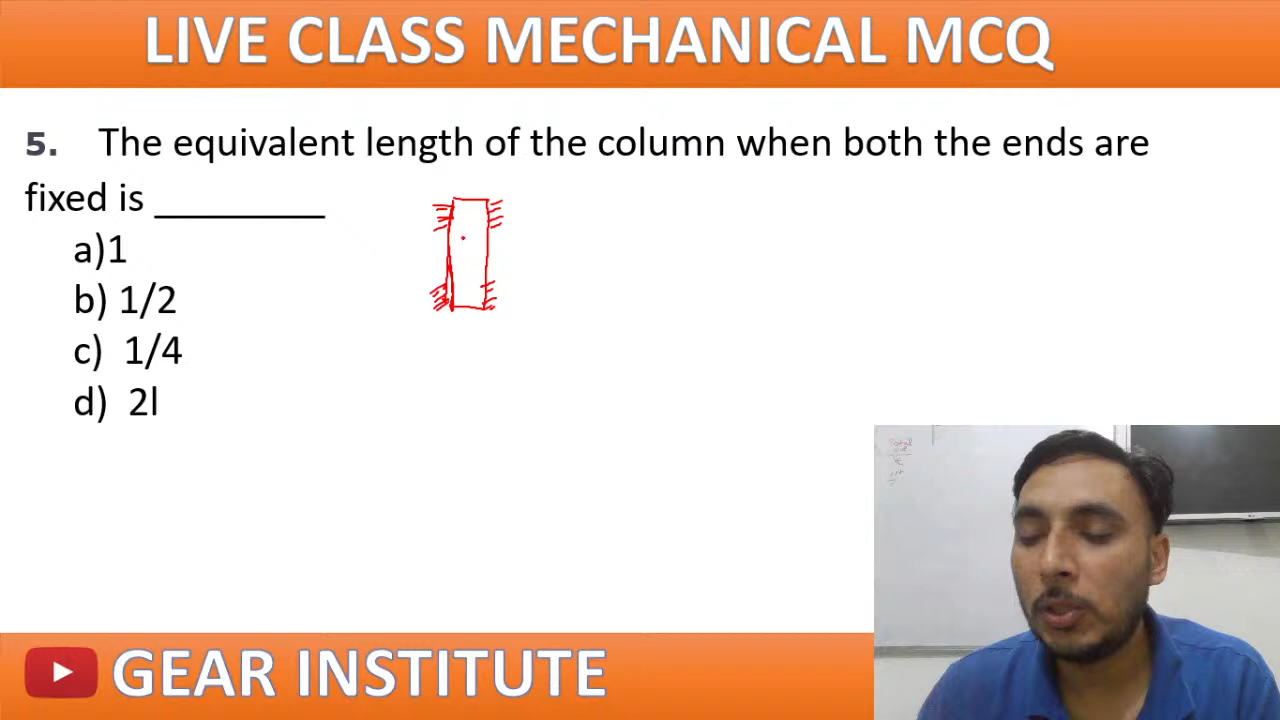 LIVE CLASS MECHANICAL MCQ
5. The equivalent length of the column when both the ends are
fixed is _________
a)1
b) 1/2
c) 1/4
d) 2l
GEAR INSTITUTE